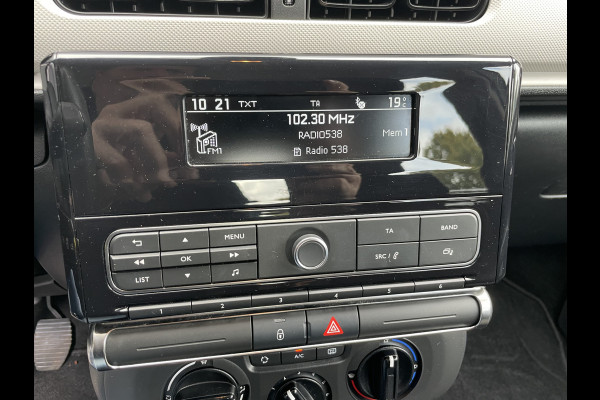 10 21 TXT TA 19°
102.30 MHz
RADIO538
Mem 1
FM1
Radio 538
MENU
TA
BAND
OK
SRC /
LIST
1 2 3 4 5 6
A/C